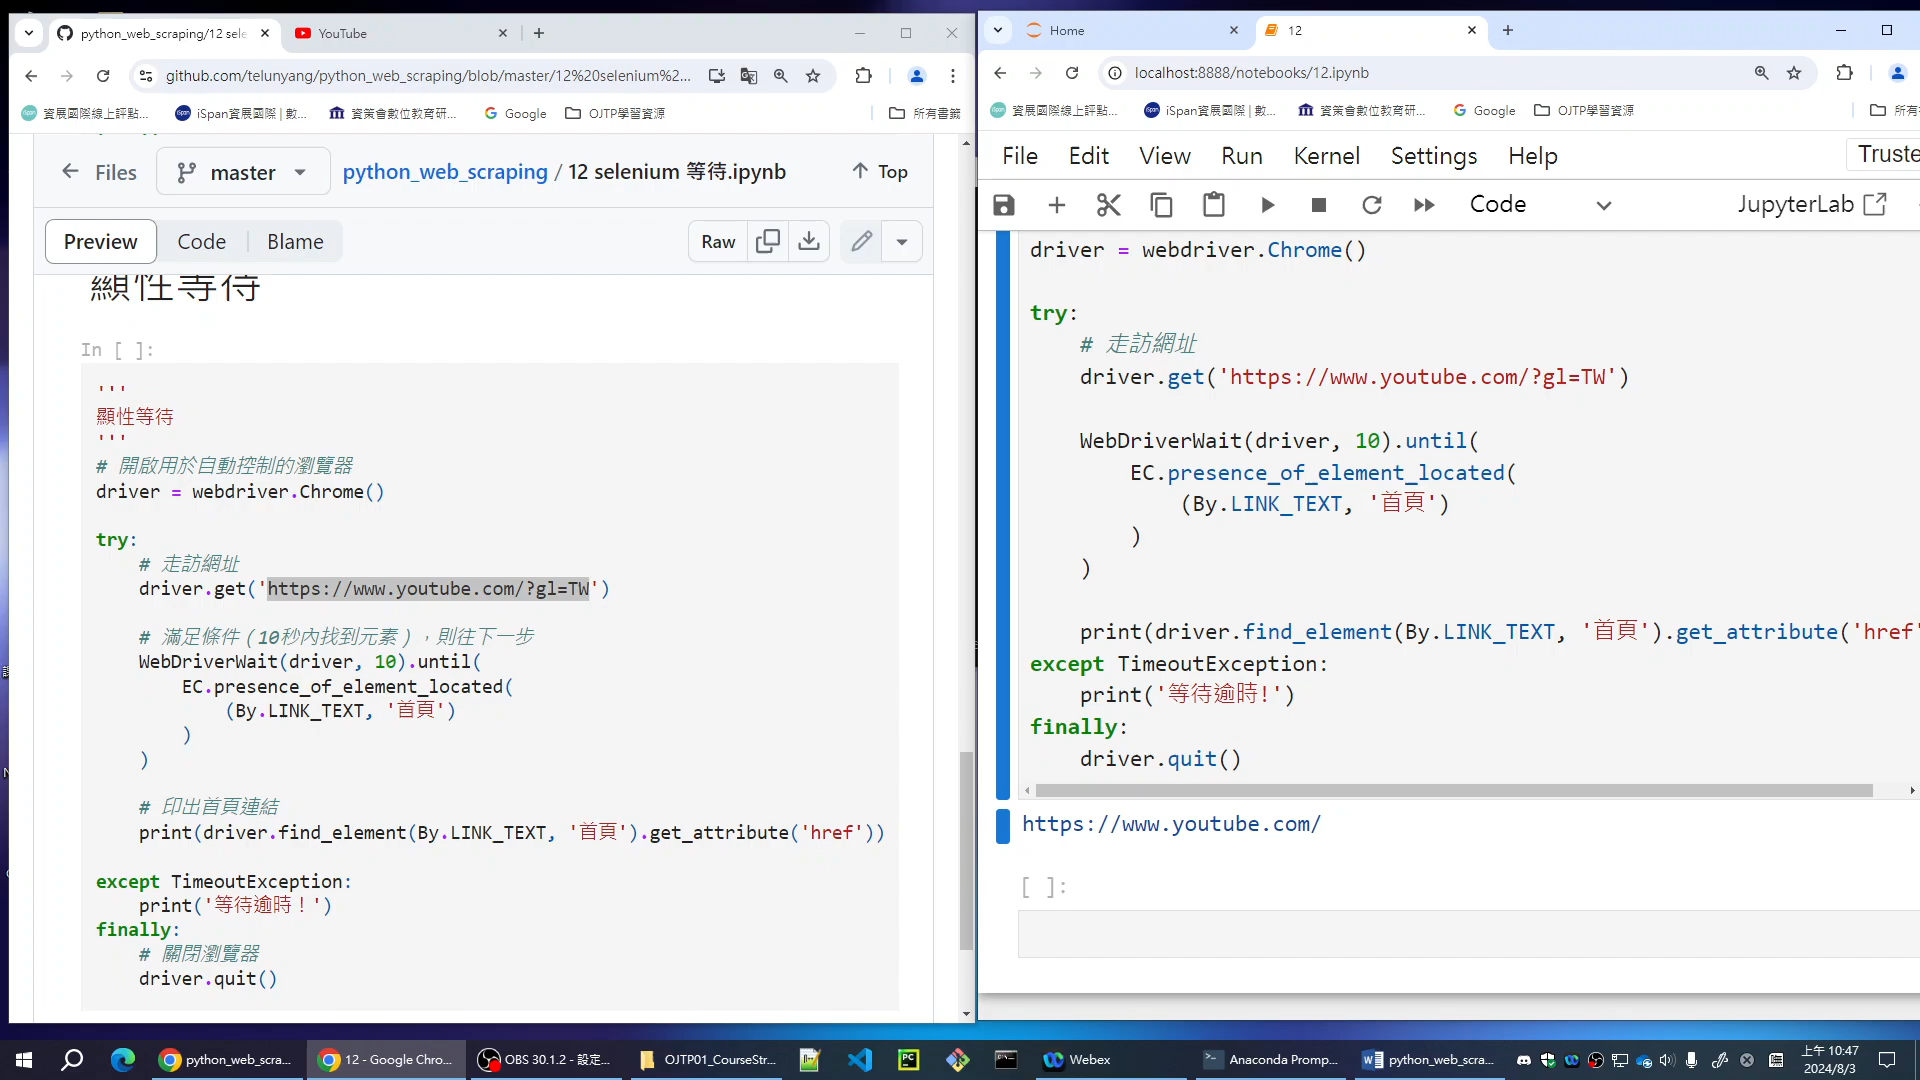 python_web_scraping/12 sele
YouTube
github.com/telunyang/python_web_scraping/blob/master/12%20selenium%2...
資展國際線上評點...
iSpan資展國際 | 數...
資策會數位教育研...
Google
OJTP學習資源
所有書籤
Files
master
python_web_scraping / 12 selenium 等待.ipynb
Top
Preview
Code
Blame
Raw
顯性等待
In [ ]:
'''
顯性等待
'''
# 開啟用於自動控制的瀏覽器
driver = webdriver.Chrome()
try:
# 走訪網址
driver.get('https://www.youtube.com/?gl=TW')
# 滿足條件（10秒內找到元素），則往下一步
WebDriverWait(driver, 10).until(
EC.presence_of_element_located(
(By.LINK_TEXT, '首頁')
)
)
# 印出首頁連結
print(driver.find_element(By.LINK_TEXT, '首頁').get_attribute('href'))
except TimeoutException:
print('等待逾時！')
finally:
# 關閉瀏覽器
driver.quit()
Home
12
localhost:8888/notebooks/12.ipynb
資展國際線上評點...
iSpan資展國際 | 數...
資策會數位教育研...
Google
OJTP學習資源
所有
File
Edit
View
Run
Kernel
Settings
Help
Truste
Code
JupyterLab
driver = webdriver.Chrome()
try:
# 走訪網址
driver.get('https://www.youtube.com/?gl=TW')
WebDriverWait(driver, 10).until(
EC.presence_of_element_located(
(By.LINK_TEXT, '首頁')
)
)
print(driver.find_element(By.LINK_TEXT, '首頁').get_attribute('href'
except TimeoutException:
print('等待逾時!')
finally:
driver.quit()
https://www.youtube.com/
[ ]:
python_web_scra...
12 - Google Chro...
OBS 30.1.2 - 設定...
OJTP01_CourseStr...
Webex
Anaconda Promp...
python_web_scra...
上午 10:47
2024/8/3